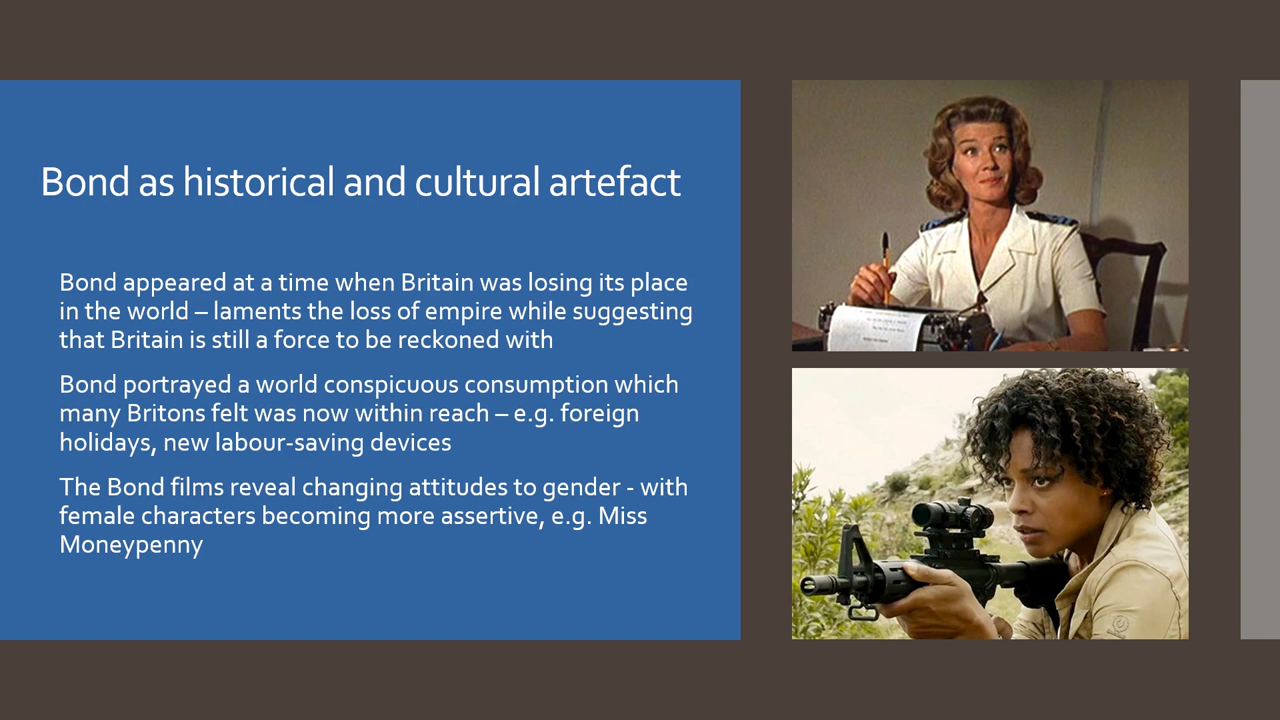 Bond as historical and cultural artefact
Bond appeared at a time when Britain was losing its place
in the world – laments the loss of empire while suggesting
that Britain is still a force to be reckoned with
Bond portrayed a world conspicuous consumption which
many Britons felt was now within reach – e.g. foreign
holidays, new labour-saving devices
The Bond films reveal changing attitudes to gender - with
female characters becoming more assertive, e.g. Miss
Moneypenny